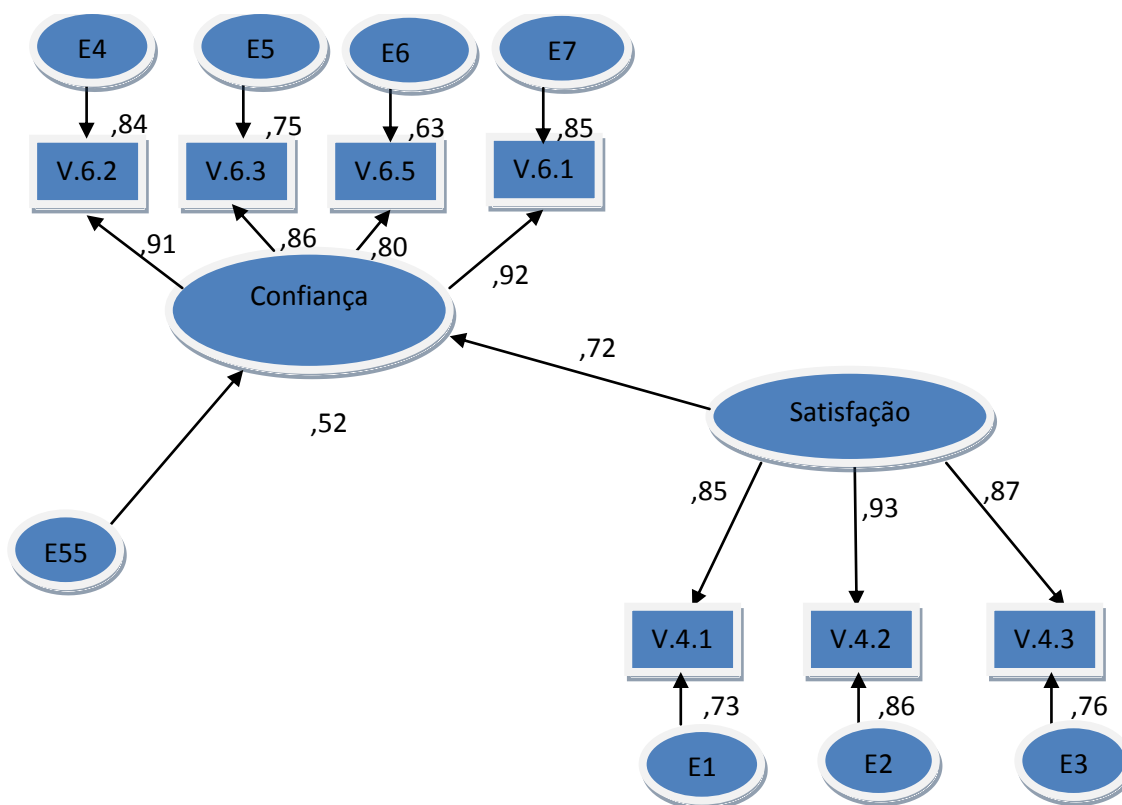 E4
E5
E6
E7
,84
,75
,63
,85
V.6.2
V.6.3
V.6.5
V.6.1
,91
,86
,80
,92
Confiança
,72
,52
Satisfação
E55
,85
,93
,87
V.4.1
V.4.2
V.4.3
,73
,86
,76
E1
E2
E3